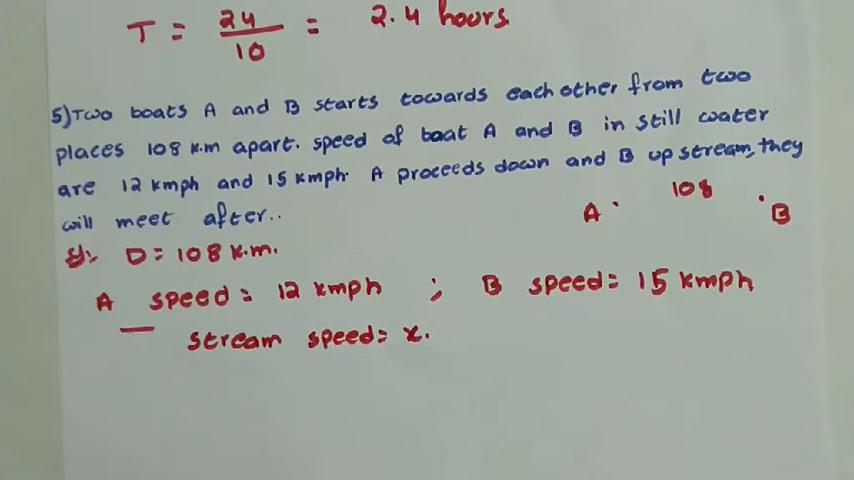 T = 24/10 = 2.4 hours
5)Two boats A and B starts towards each other from two
places 108 k.m apart. speed of boat A and B in still water
are 12 kmph and 15 kmph. A proceeds down and B up stream, they
will meet after..
A . 108 . B
Sol: D = 108 k.m.
A speed = 12 kmph ; B speed = 15 kmph
stream speed = x.